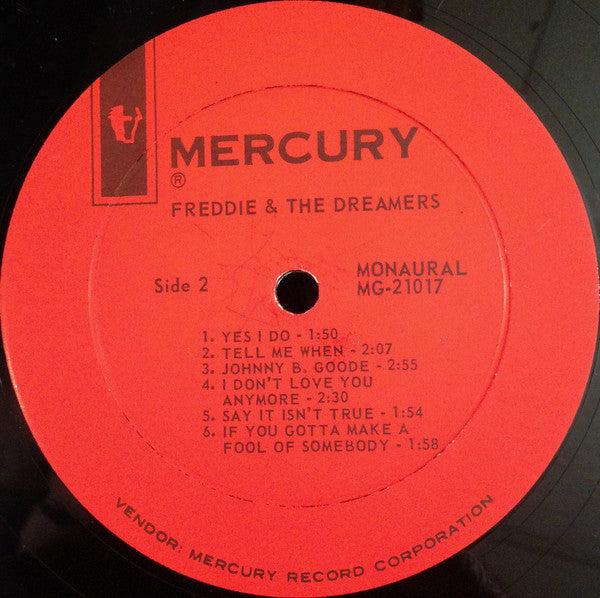 MERCURY
®
FREDDIE & THE DREAMERS
Side 2
MONAURAL
MG-21017
1. YES I DO - 1:50
2. TELL ME WHEN - 2:07
3. JOHNNY B. GOODE - 2:55
4. I DON'T LOVE YOU
ANYMORE - 2:30
5. SAY IT ISN'T TRUE - 1:54
6. IF YOU GOTTA MAKE A
FOOL OF SOMEBODY - 1:58
VENDOR: MERCURY RECORD CORPORATION